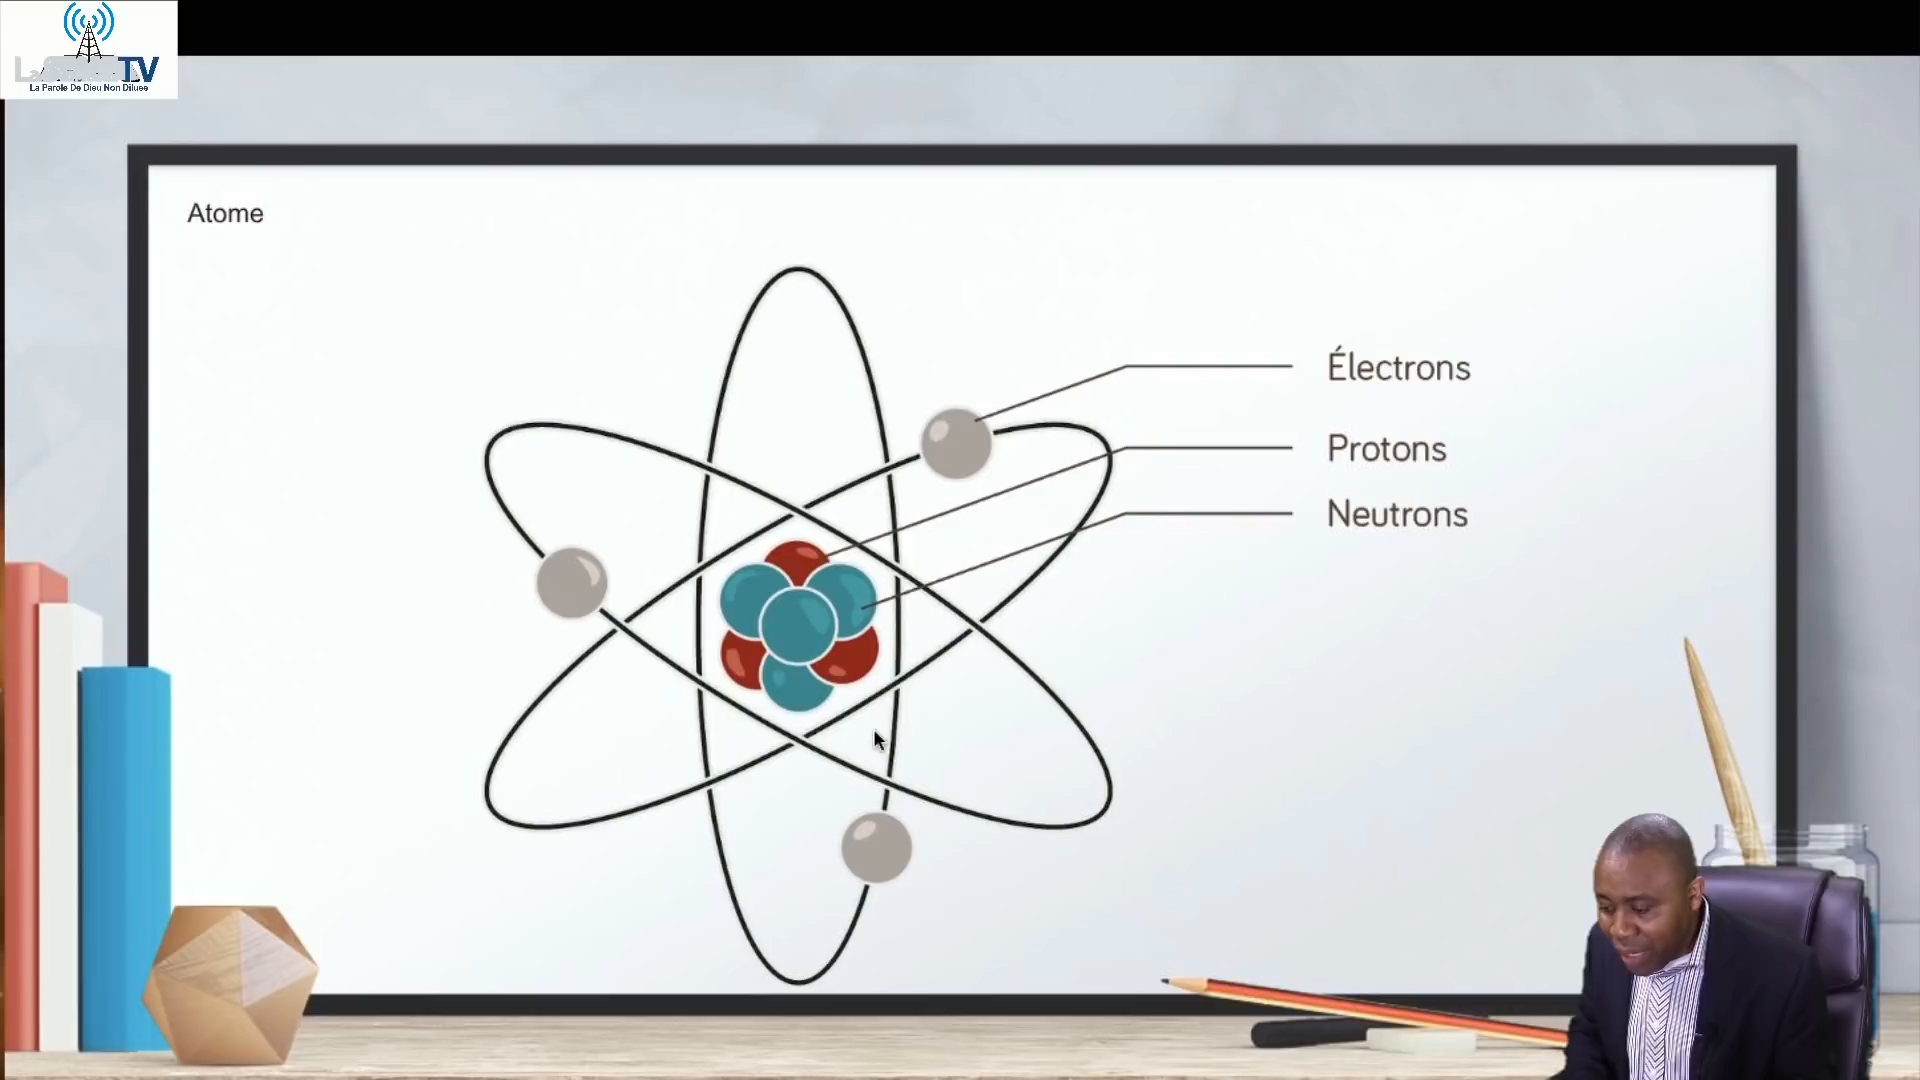 TV
La Parole De Dieu Non Diluee
Atome
Électrons
Protons
Neutrons